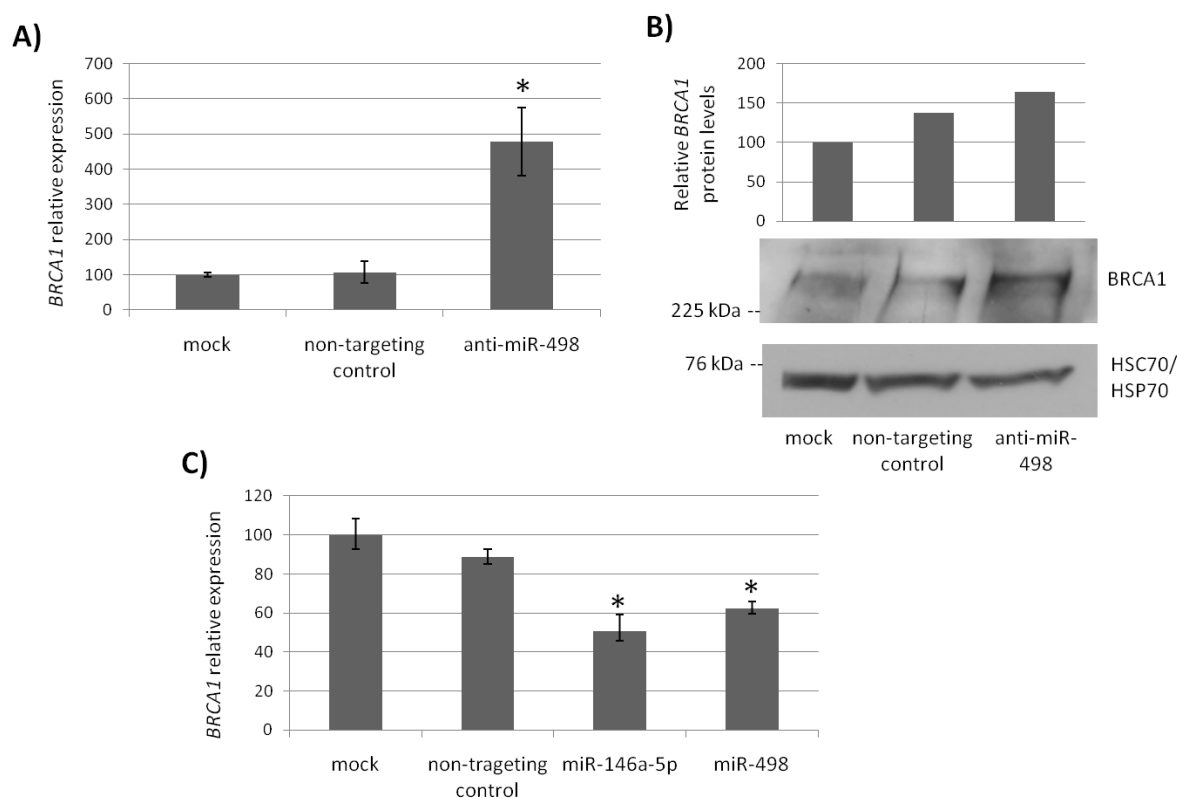 A)
BRCA1 relative expression
700
600
500
400
300
200
100
0
*
mock
non-targeting
control
anti-miR-498
B)
Relative BRCA1
protein levels
200
150
100
50
0
BRCA1
225 kDa --
76 kDa --
HSC70/
HSP70
mock
non-targeting
control
anti-miR-
498
C)
BRCA1 relative expression
120
100
80
60
40
20
0
*
*
mock
non-trageting
control
miR-146a-5p
miR-498